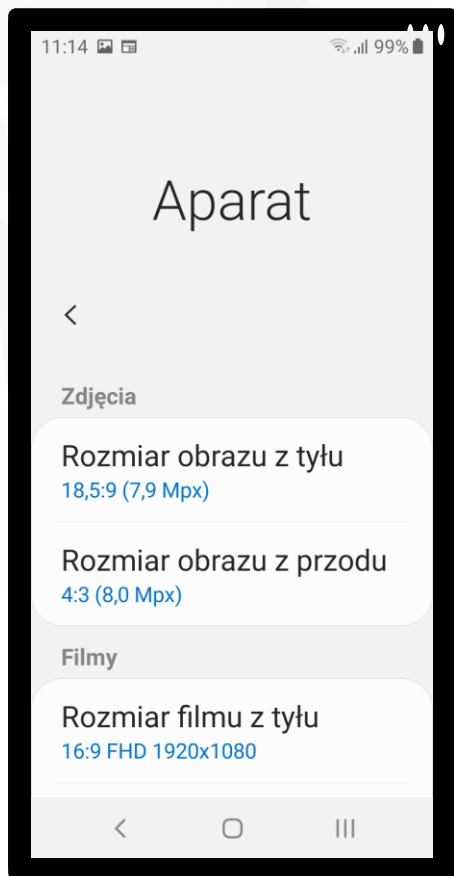 11:14 99%
Aparat
Zdjęcia
Rozmiar obrazu z tyłu
18,5:9 (7,9 Mpx)
Rozmiar obrazu z przodu
4:3 (8,0 Mpx)
Filmy
Rozmiar filmu z tyłu
16:9 FHD 1920x1080